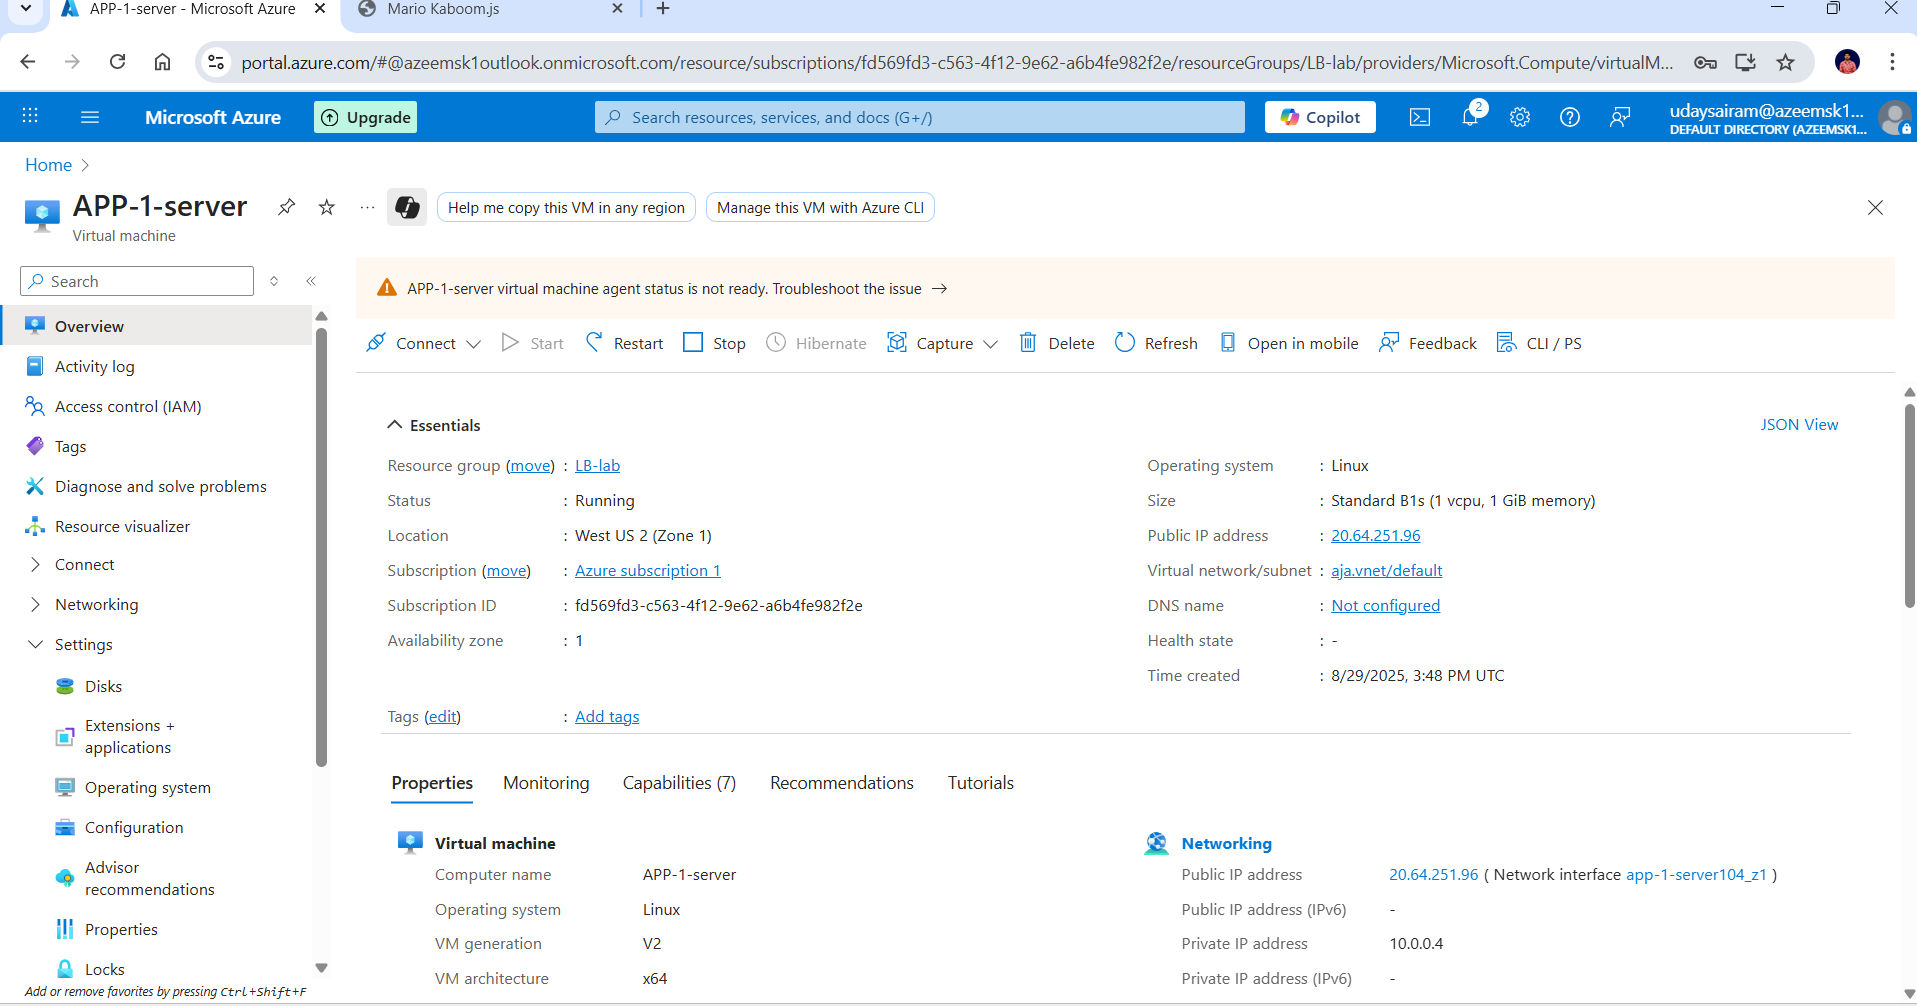 APP-1-server - Microsoft Azure
Mario Kaboom.js
portal.azure.com/#@azeemsk1outlook.onmicrosoft.com/resource/subscriptions/fd569fd3-c563-4f12-9e62-a6b4fe982f2e/resourceGroups/LB-lab/providers/Microsoft.Compute/virtualM...
Microsoft Azure
Upgrade
Search resources, services, and docs (G+/)
Copilot
2
udaysairam@azeemsk1...
DEFAULT DIRECTORY (AZEEMSK1...
Home
APP-1-server
Virtual machine
Help me copy this VM in any region
Manage this VM with Azure CLI
Search
APP-1-server virtual machine agent status is not ready. Troubleshoot the issue →
Connect
Start
Restart
Stop
Hibernate
Capture
Delete
Refresh
Open in mobile
Feedback
CLI / PS
Overview
Activity log
Access control (IAM)
Tags
Diagnose and solve problems
Resource visualizer
Connect
Networking
Settings
Disks
Extensions +
applications
Operating system
Configuration
Advisor
recommendations
Properties
Locks
Add or remove favorites by pressing Ctrl+Shift+F
Essentials
JSON View
Resource group (move) : LB-lab
Status : Running
Location : West US 2 (Zone 1)
Subscription (move) : Azure subscription 1
Subscription ID : fd569fd3-c563-4f12-9e62-a6b4fe982f2e
Availability zone : 1
Operating system : Linux
Size : Standard B1s (1 vcpu, 1 GiB memory)
Public IP address : 20.64.251.96
Virtual network/subnet : aja.vnet/default
DNS name : Not configured
Health state : -
Time created : 8/29/2025, 3:48 PM UTC
Tags (edit) : Add tags
Properties
Monitoring
Capabilities (7)
Recommendations
Tutorials
Virtual machine
Computer name APP-1-server
Operating system Linux
VM generation V2
VM architecture x64
Networking
Public IP address 20.64.251.96 ( Network interface app-1-server104_z1 )
Public IP address (IPv6) -
Private IP address 10.0.0.4
Private IP address (IPv6) -